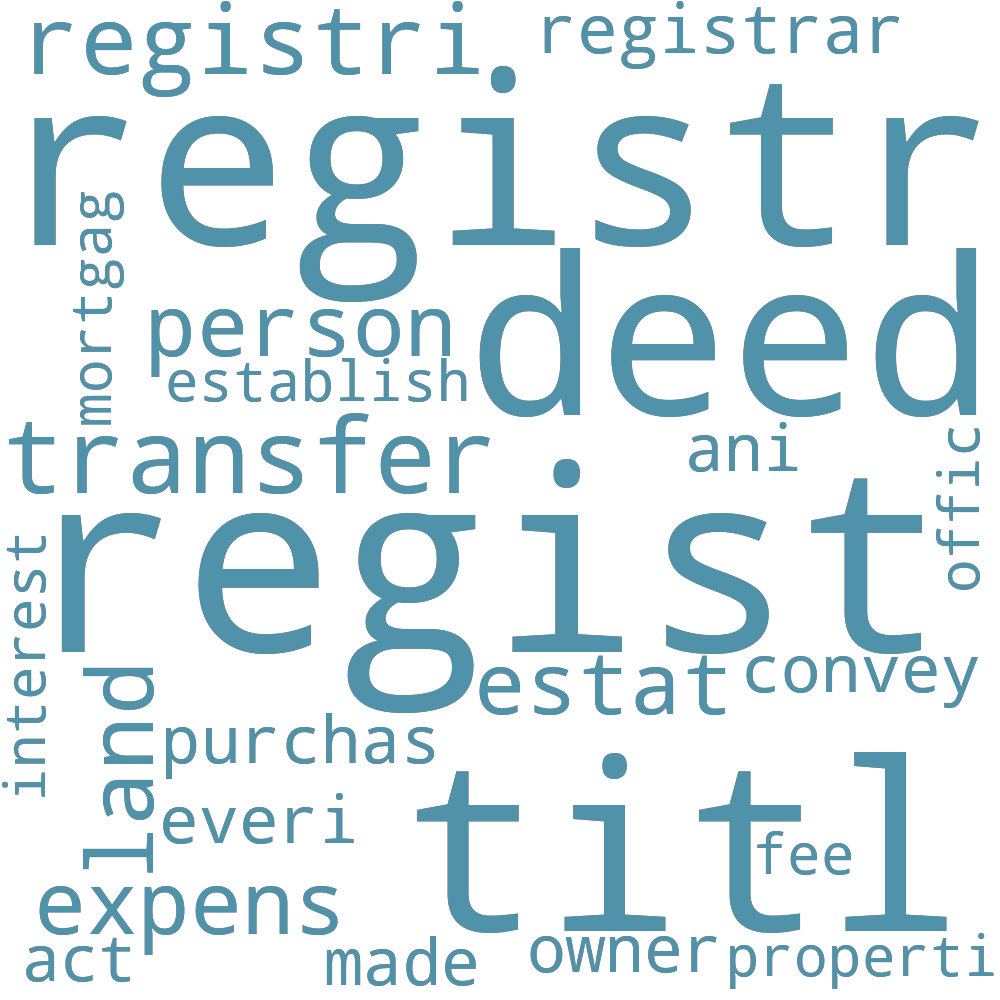 registri
registrar
registr
mortgag
person
deed
establish
transfer
ani
offic
regist
interest
land
estat
convey
purchas
titl
everi
fee
expens
act
made
owner
properti